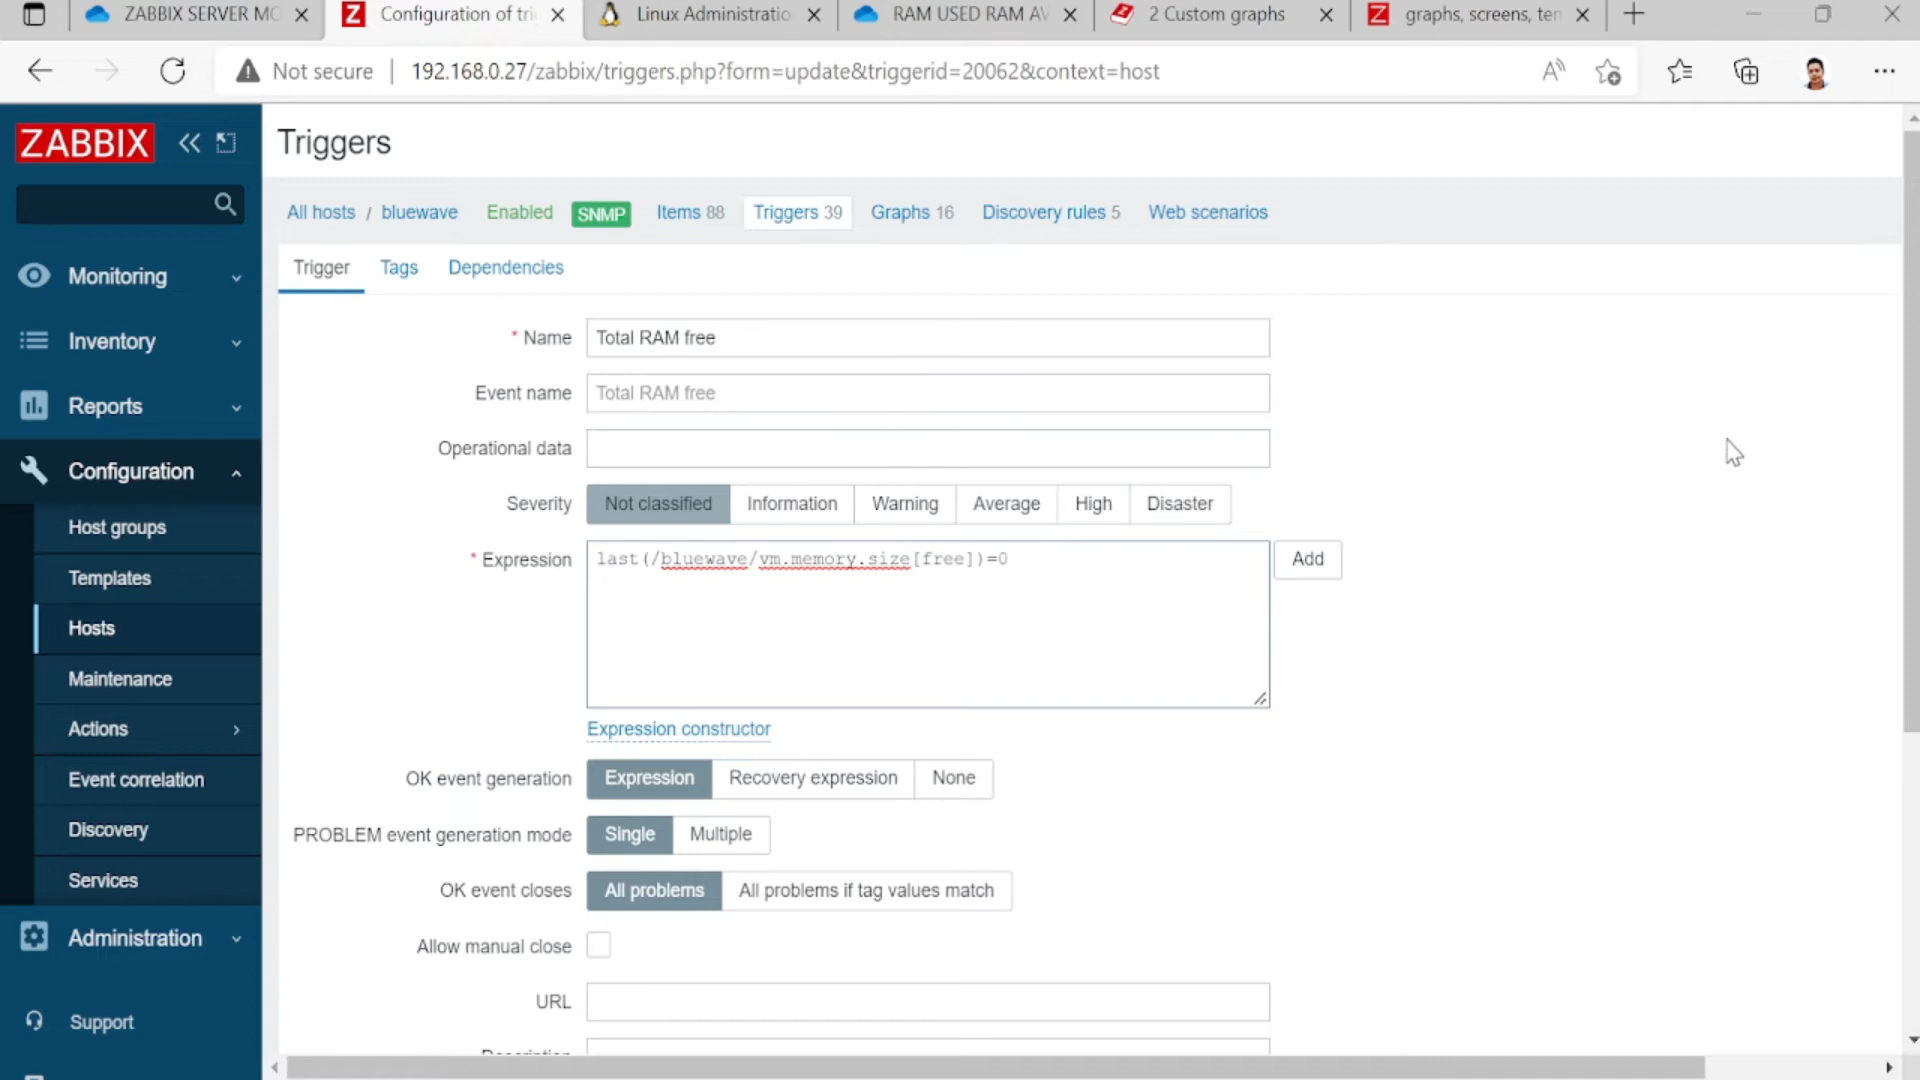 ZABBIX SERVER MO
Configuration of tri
Linux Administratio
RAM USED RAM AV
2 Custom graphs
graphs, screens, ten
Not secure
192.168.0.27/zabbix/triggers.php?form=update&triggerid=20062&context=host
ZABBIX
Monitoring
Inventory
Reports
Configuration
Host groups
Templates
Hosts
Maintenance
Actions
Event correlation
Discovery
Services
Administration
Support
Triggers
All hosts / bluewave Enabled SNMP Items 88 Triggers 39 Graphs 16 Discovery rules 5 Web scenarios
Trigger Tags Dependencies
* Name Total RAM free
Event name Total RAM free
Operational data
Severity Not classified Information Warning Average High Disaster
* Expression last(/bluewave/vm.memory.size[free])=0 Add
Expression constructor
OK event generation Expression Recovery expression None
PROBLEM event generation mode Single Multiple
OK event closes All problems All problems if tag values match
Allow manual close
URL
Description